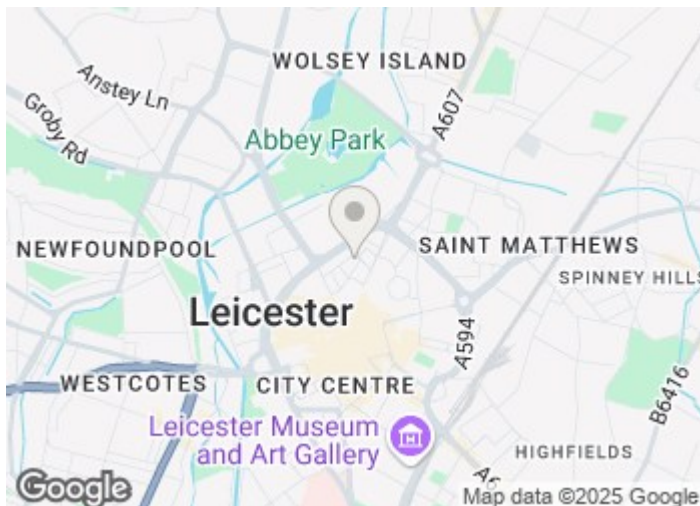 WOLSEY ISLAND
Anstey Ln
A607
Groby Rd
Abbey Park
NEWFOUNDPOOL
SAINT MATTHEWS
SPINNEY HILLS
Leicester
A594
WESTCOTES
CITY CENTRE
B6416
Leicester Museum
and Art Gallery
HIGHFIELDS
A6
Google
Map data ©2025 Google